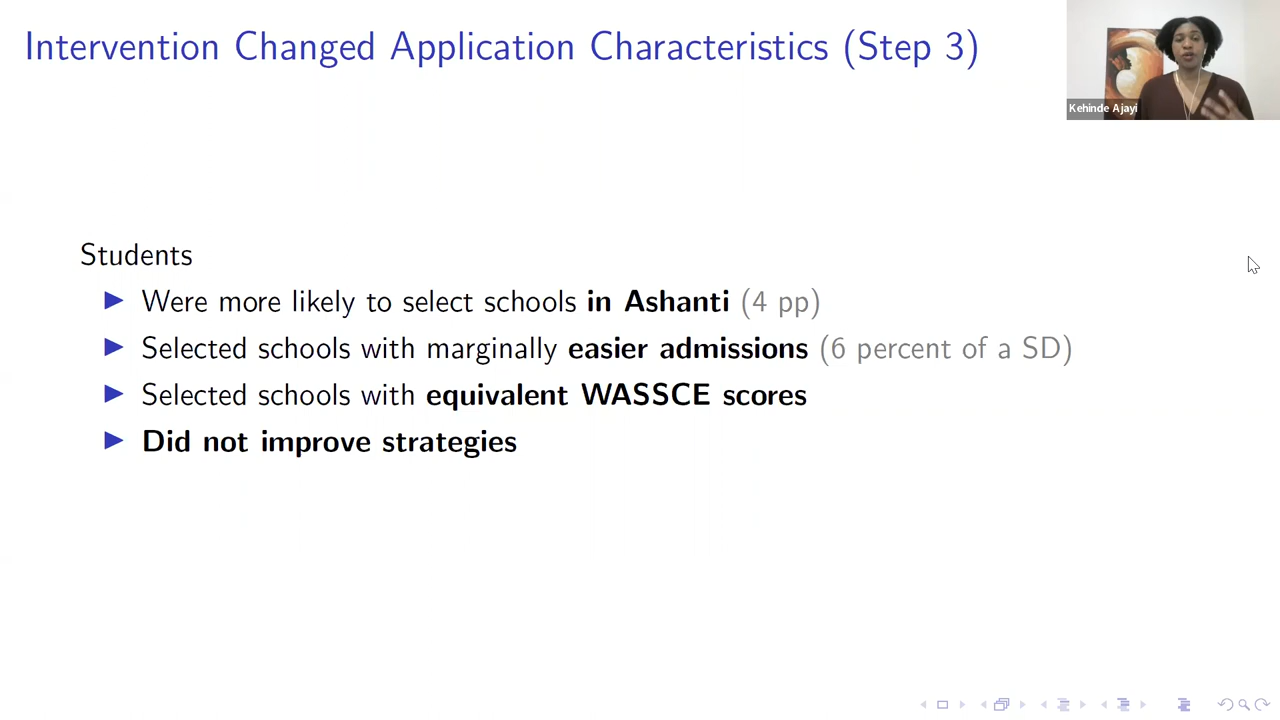 Intervention Changed Application Characteristics (Step 3)
Kehinde Ajayi
Students
Were more likely to select schools in Ashanti (4 pp)
Selected schools with marginally easier admissions (6 percent of a SD)
Selected schools with equivalent WASSCE scores
Did not improve strategies